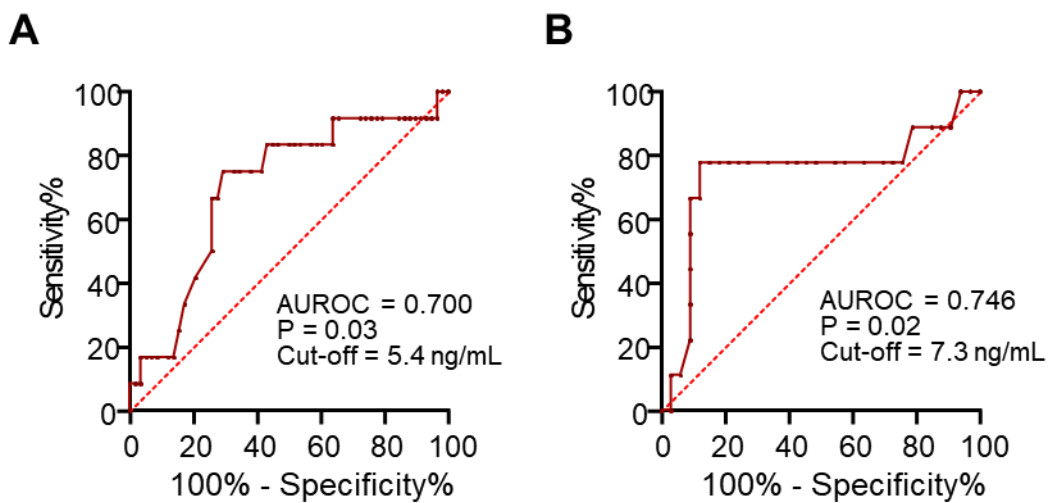 A
100
80
60
40
20
0
Sensitivity%
AUROC = 0.700
P = 0.03
Cut-off = 5.4 ng/mL
0 20 40 60 80 100
100% - Specificity%
B
100
80
60
40
20
0
Sensitivity%
AUROC = 0.746
P = 0.02
Cut-off = 7.3 ng/mL
0 20 40 60 80 100
100% - Specificity%